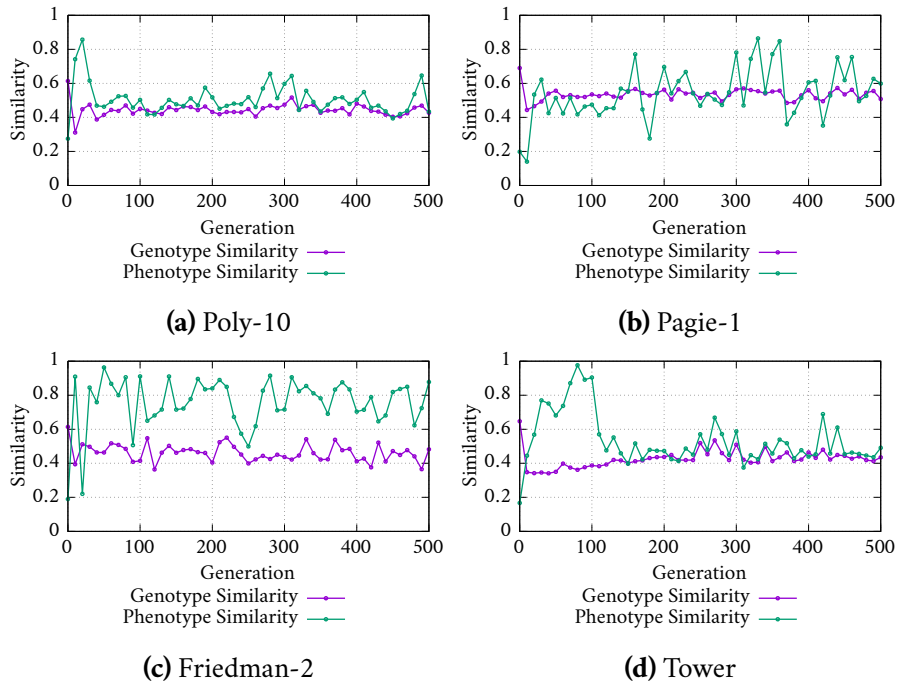 1
0.8
0.6
0.4
0.2
0
Similarity
0 100 200 300 400 500
Generation
Genotype Similarity
Phenotype Similarity
(a) Poly-10
1
0.8
0.6
0.4
0.2
0
Similarity
0 100 200 300 400 500
Generation
Genotype Similarity
Phenotype Similarity
(b) Pagie-1
1
0.8
0.6
0.4
0.2
0
Similarity
0 100 200 300 400 500
Generation
Genotype Similarity
Phenotype Similarity
(c) Friedman-2
1
0.8
0.6
0.4
0.2
0
Similarity
0 100 200 300 400 500
Generation
Genotype Similarity
Phenotype Similarity
(d) Tower